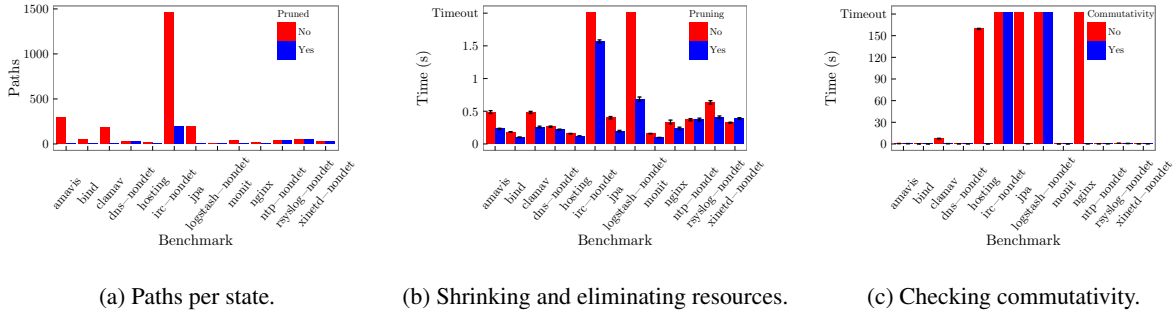 Pruned
No
Yes
1500
1000
500
0
Paths
amavis
bind
clamav
dns−nondet
hosting
irc−nondet
jpa
logstash−nondet
monit
nginx
ntp−nondet
rsyslog−nondet
xinetd−nondet
Benchmark
(a) Paths per state.
Pruning
No
Yes
Timeout
1.5
1
0.5
0.0
Time (s)
amavis
bind
clamav
dns−nondet
hosting
irc−nondet
jpa
logstash−nondet
monit
nginx
ntp−nondet
rsyslog−nondet
xinetd−nondet
Benchmark
(b) Shrinking and eliminating resources.
Commutativity
No
Yes
Timeout
150
120
90
60
30
0
Time (s)
amavis
bind
clamav
dns−nondet
hosting
irc−nondet
jpa
logstash−nondet
monit
nginx
ntp−nondet
rsyslog−nondet
xinetd−nondet
Benchmark
(c) Checking commutativity.